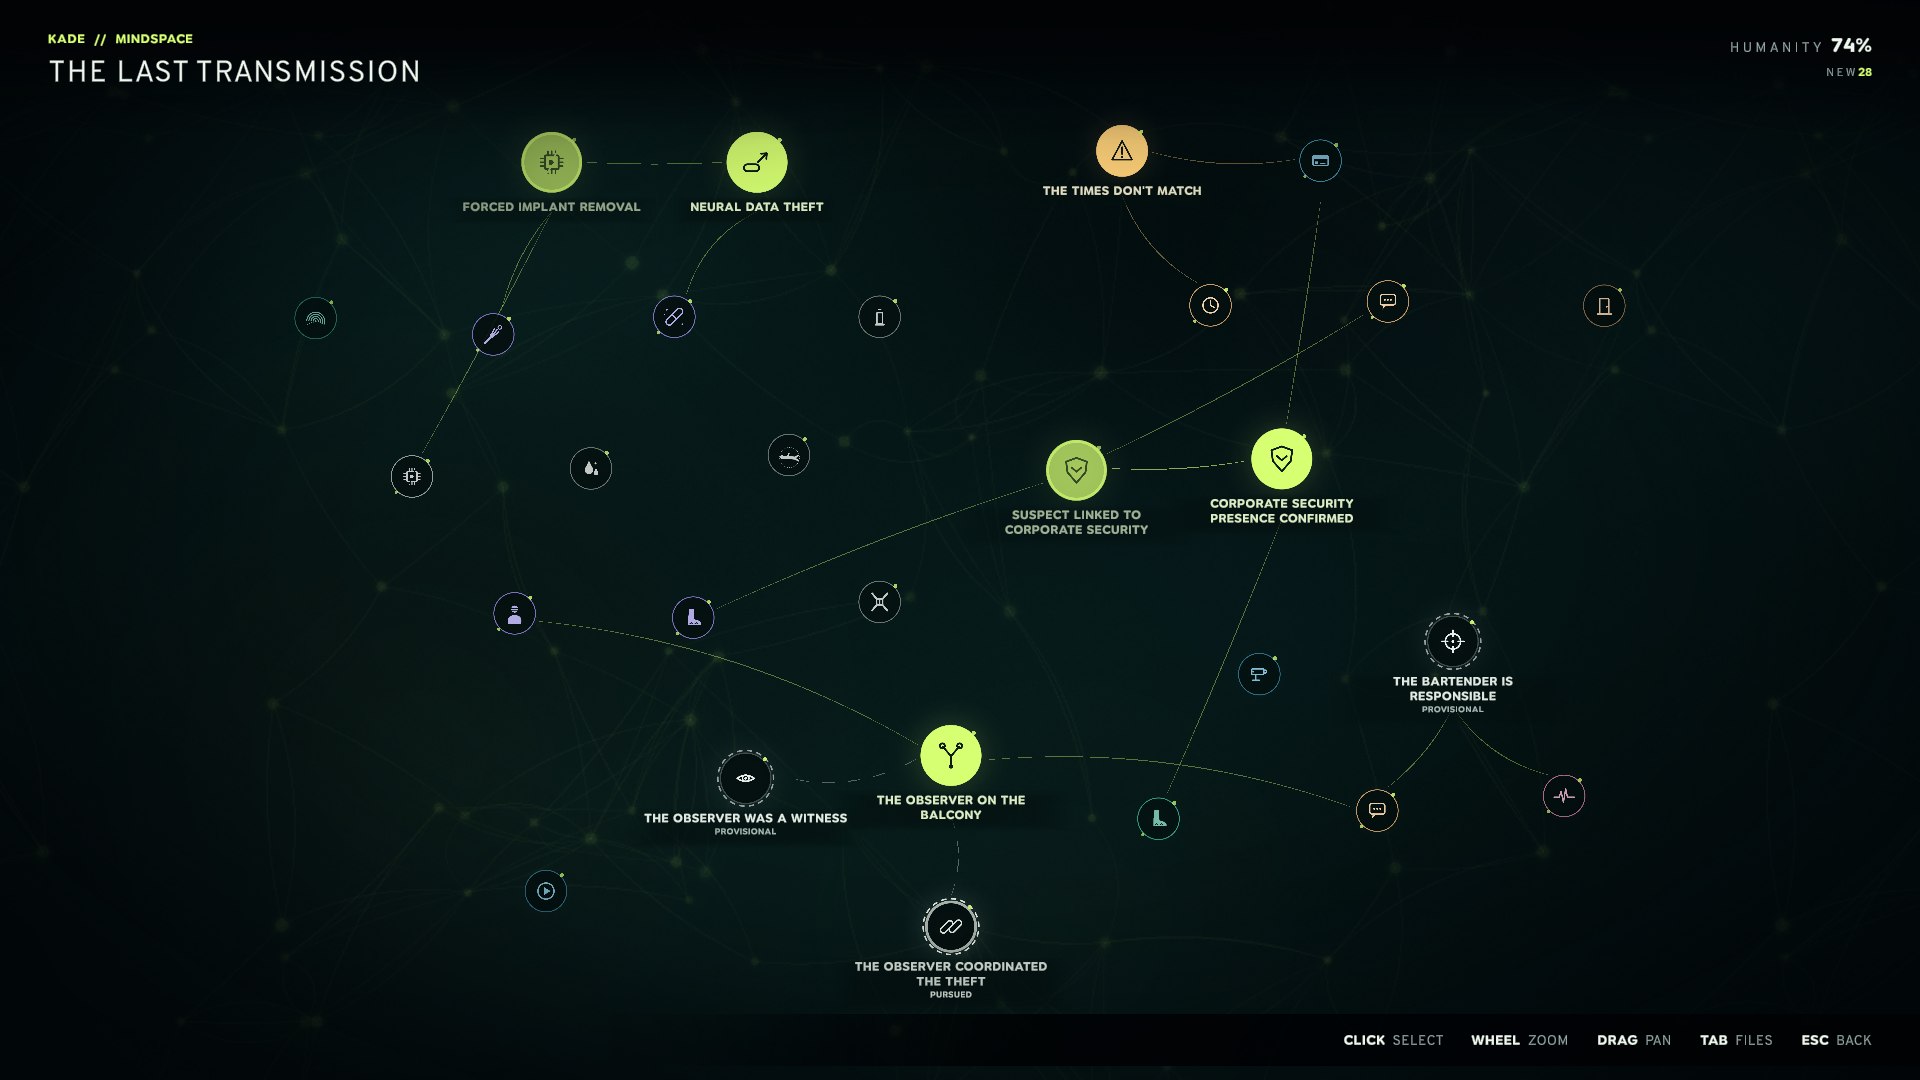 KADE // MINDSPACE
THE LAST TRANSMISSION
HUMANITY 74%
NEW 28
FORCED IMPLANT REMOVAL
NEURAL DATA THEFT
THE TIMES DON'T MATCH
SUSPECT LINKED TO
CORPORATE SECURITY
CORPORATE SECURITY
PRESENCE CONFIRMED
THE BARTENDER IS
RESPONSIBLE
PROVISIONAL
THE OBSERVER WAS A WITNESS
PROVISIONAL
THE OBSERVER ON THE
BALCONY
THE OBSERVER COORDINATED
THE THEFT
PURSUED
CLICK SELECT WHEEL ZOOM DRAG PAN TAB FILES ESC BACK